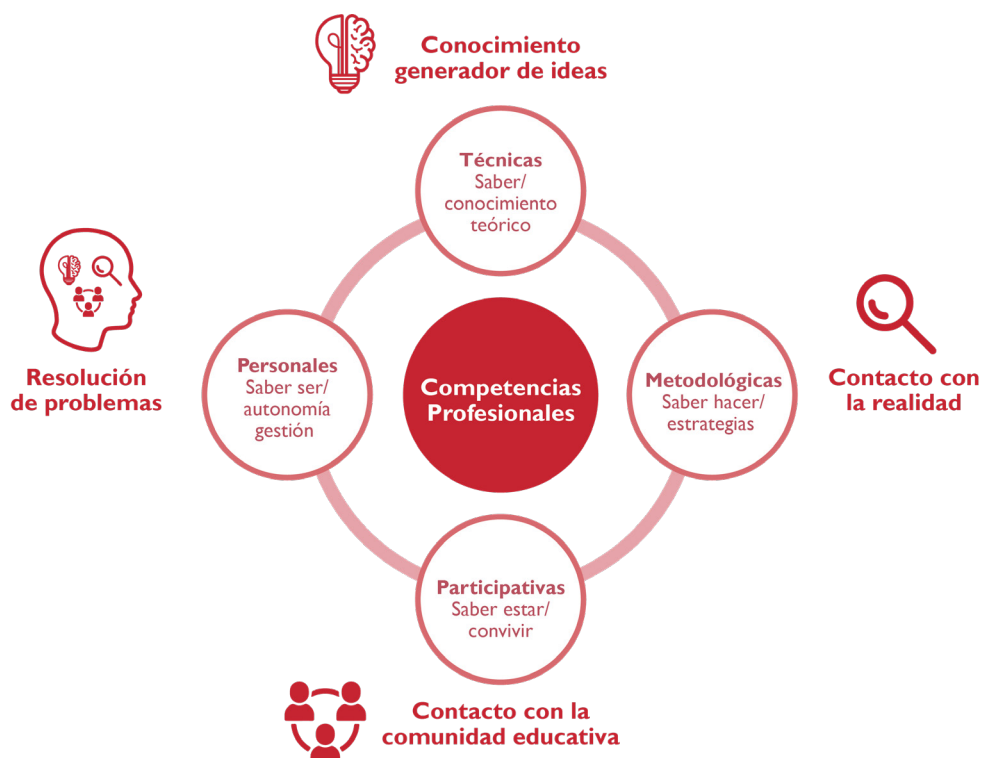 Conocimiento
generador de ideas
Técnicas
Saber/
conocimiento
teórico
Resolución
de problemas
Personales
Saber ser/
autonomía
gestión
Competencias
Profesionales
Metodológicas
Saber hacer/
estrategias
Contacto con
la realidad
Participativas
Saber estar/
convivir
Contacto con la
comunidad educativa